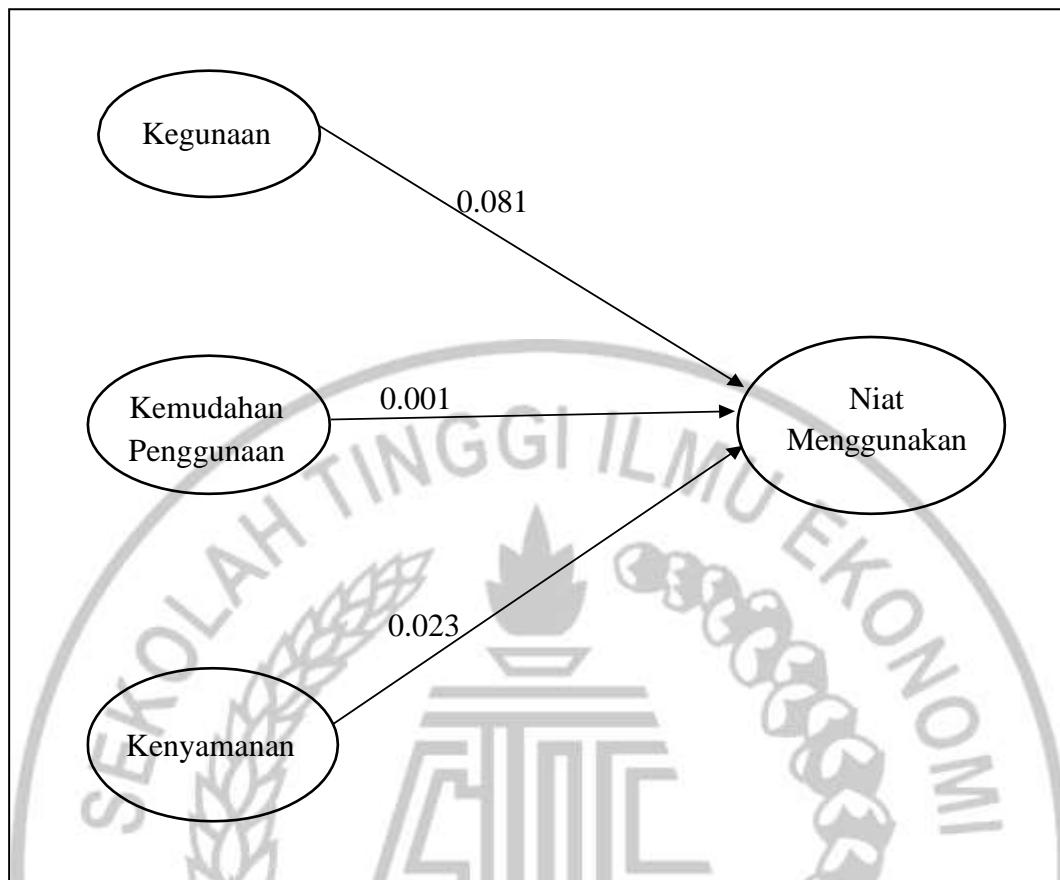 Kegunaan
0.081
Kemudahan
Penggunaan
0.001
Niat
Menggunakan
Kenyamanan
0.023
SEKOLAH TINGGI ILMU EKONOMI